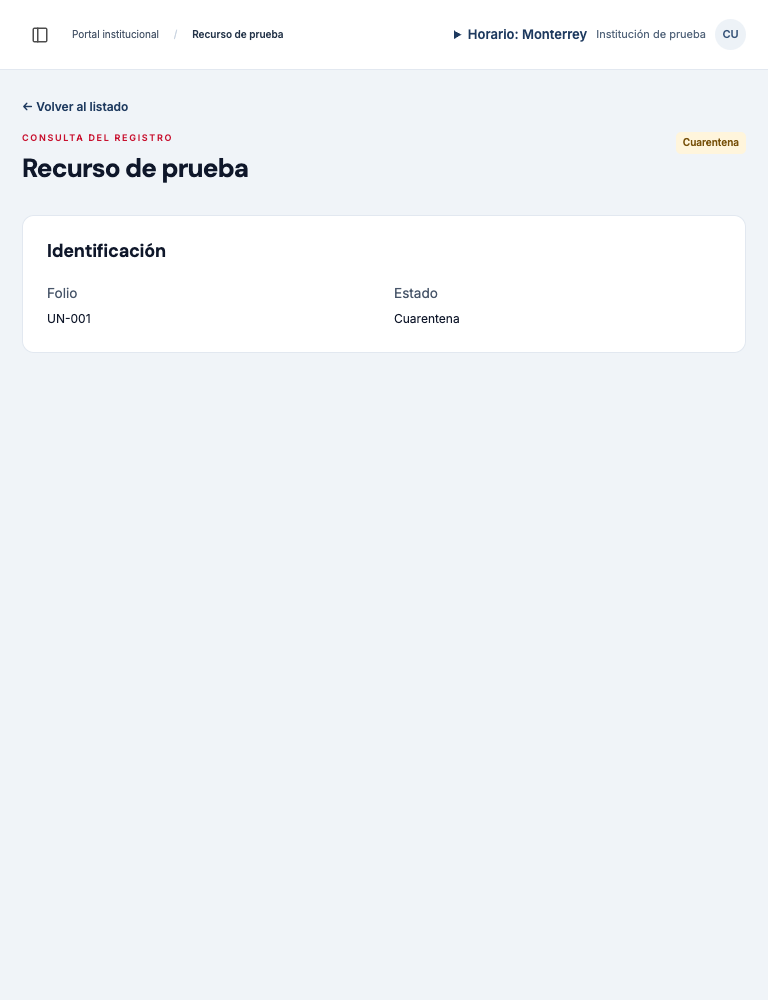 Portal institucional / Recurso de prueba
▶ Horario: Monterrey Institución de prueba CU
← Volver al listado
CONSULTA DEL REGISTRO
Cuarentena
Recurso de prueba
Identificación
Folio Estado
UN-001 Cuarentena